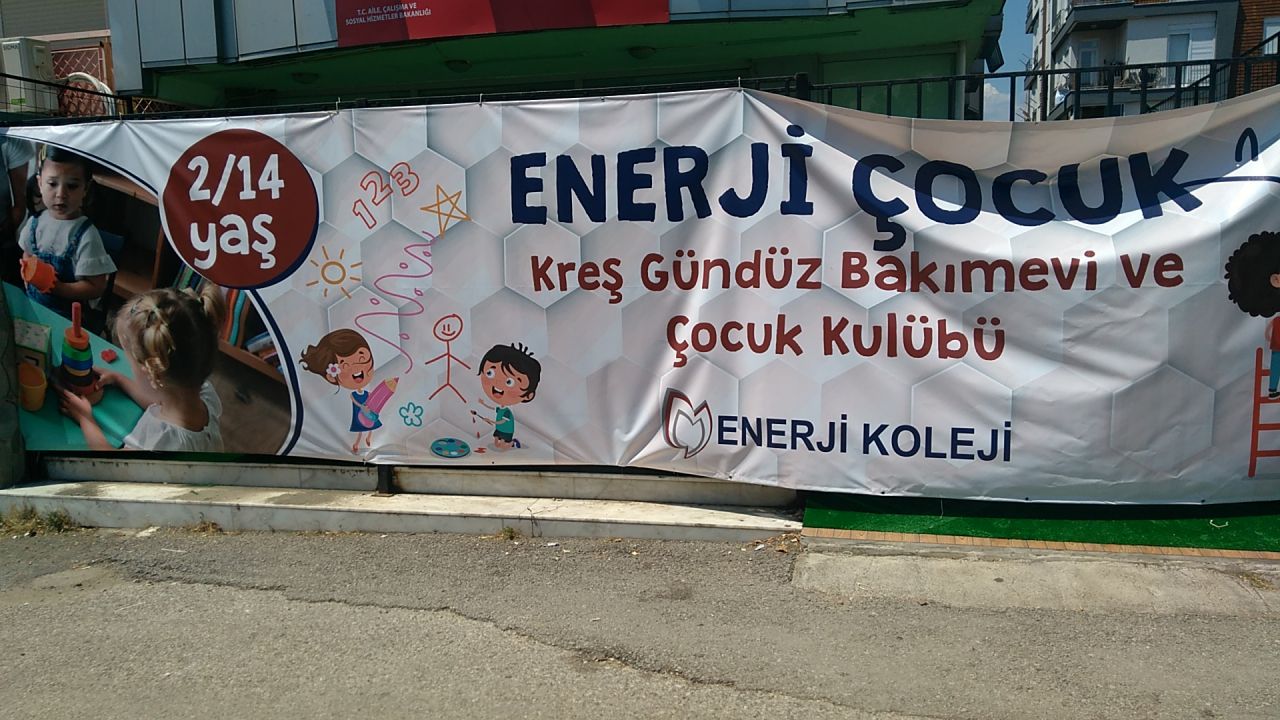 T.C. AİLE, ÇALIŞMA VE
SOSYAL HİZMETLER BAKANLIĞI
2/14
yaş
123
ENERJİ ÇOCUK
Kreş Gündüz Bakımevi ve
Çocuk Kulübü
ENERJİ KOLEJİ